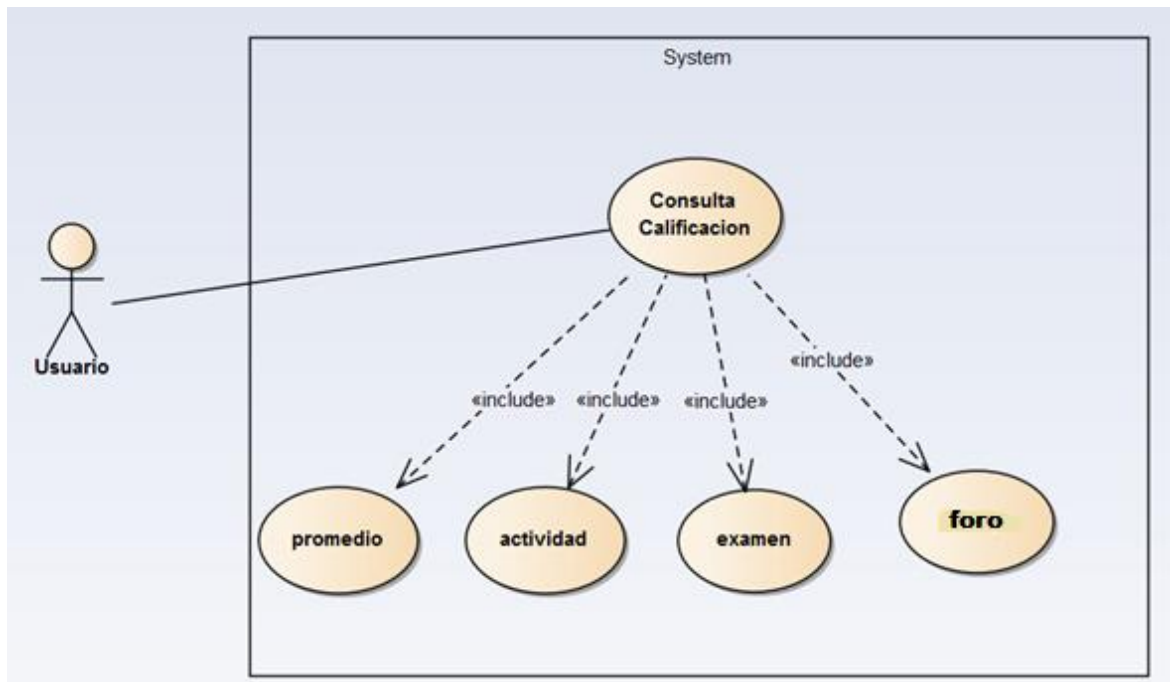 System
Consulta
Calificacion
Usuario
«include»
«include»
«include»
«include»
promedio
actividad
examen
foro